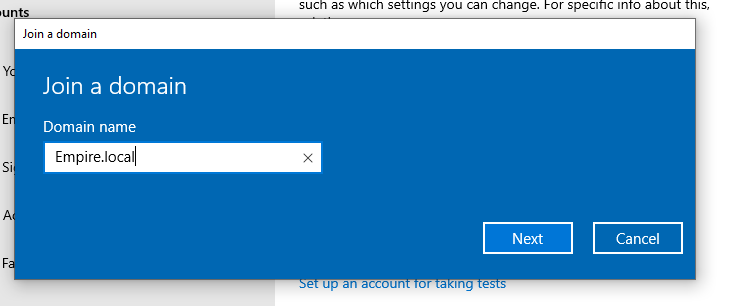 ounts
such as which settings you can change. For specific info about this,
Join a domain
Yo
Join a domain
Em
Domain name
Empire.local
Sig
Ac
Next
Cancel
Fa
Set up an account for taking tests